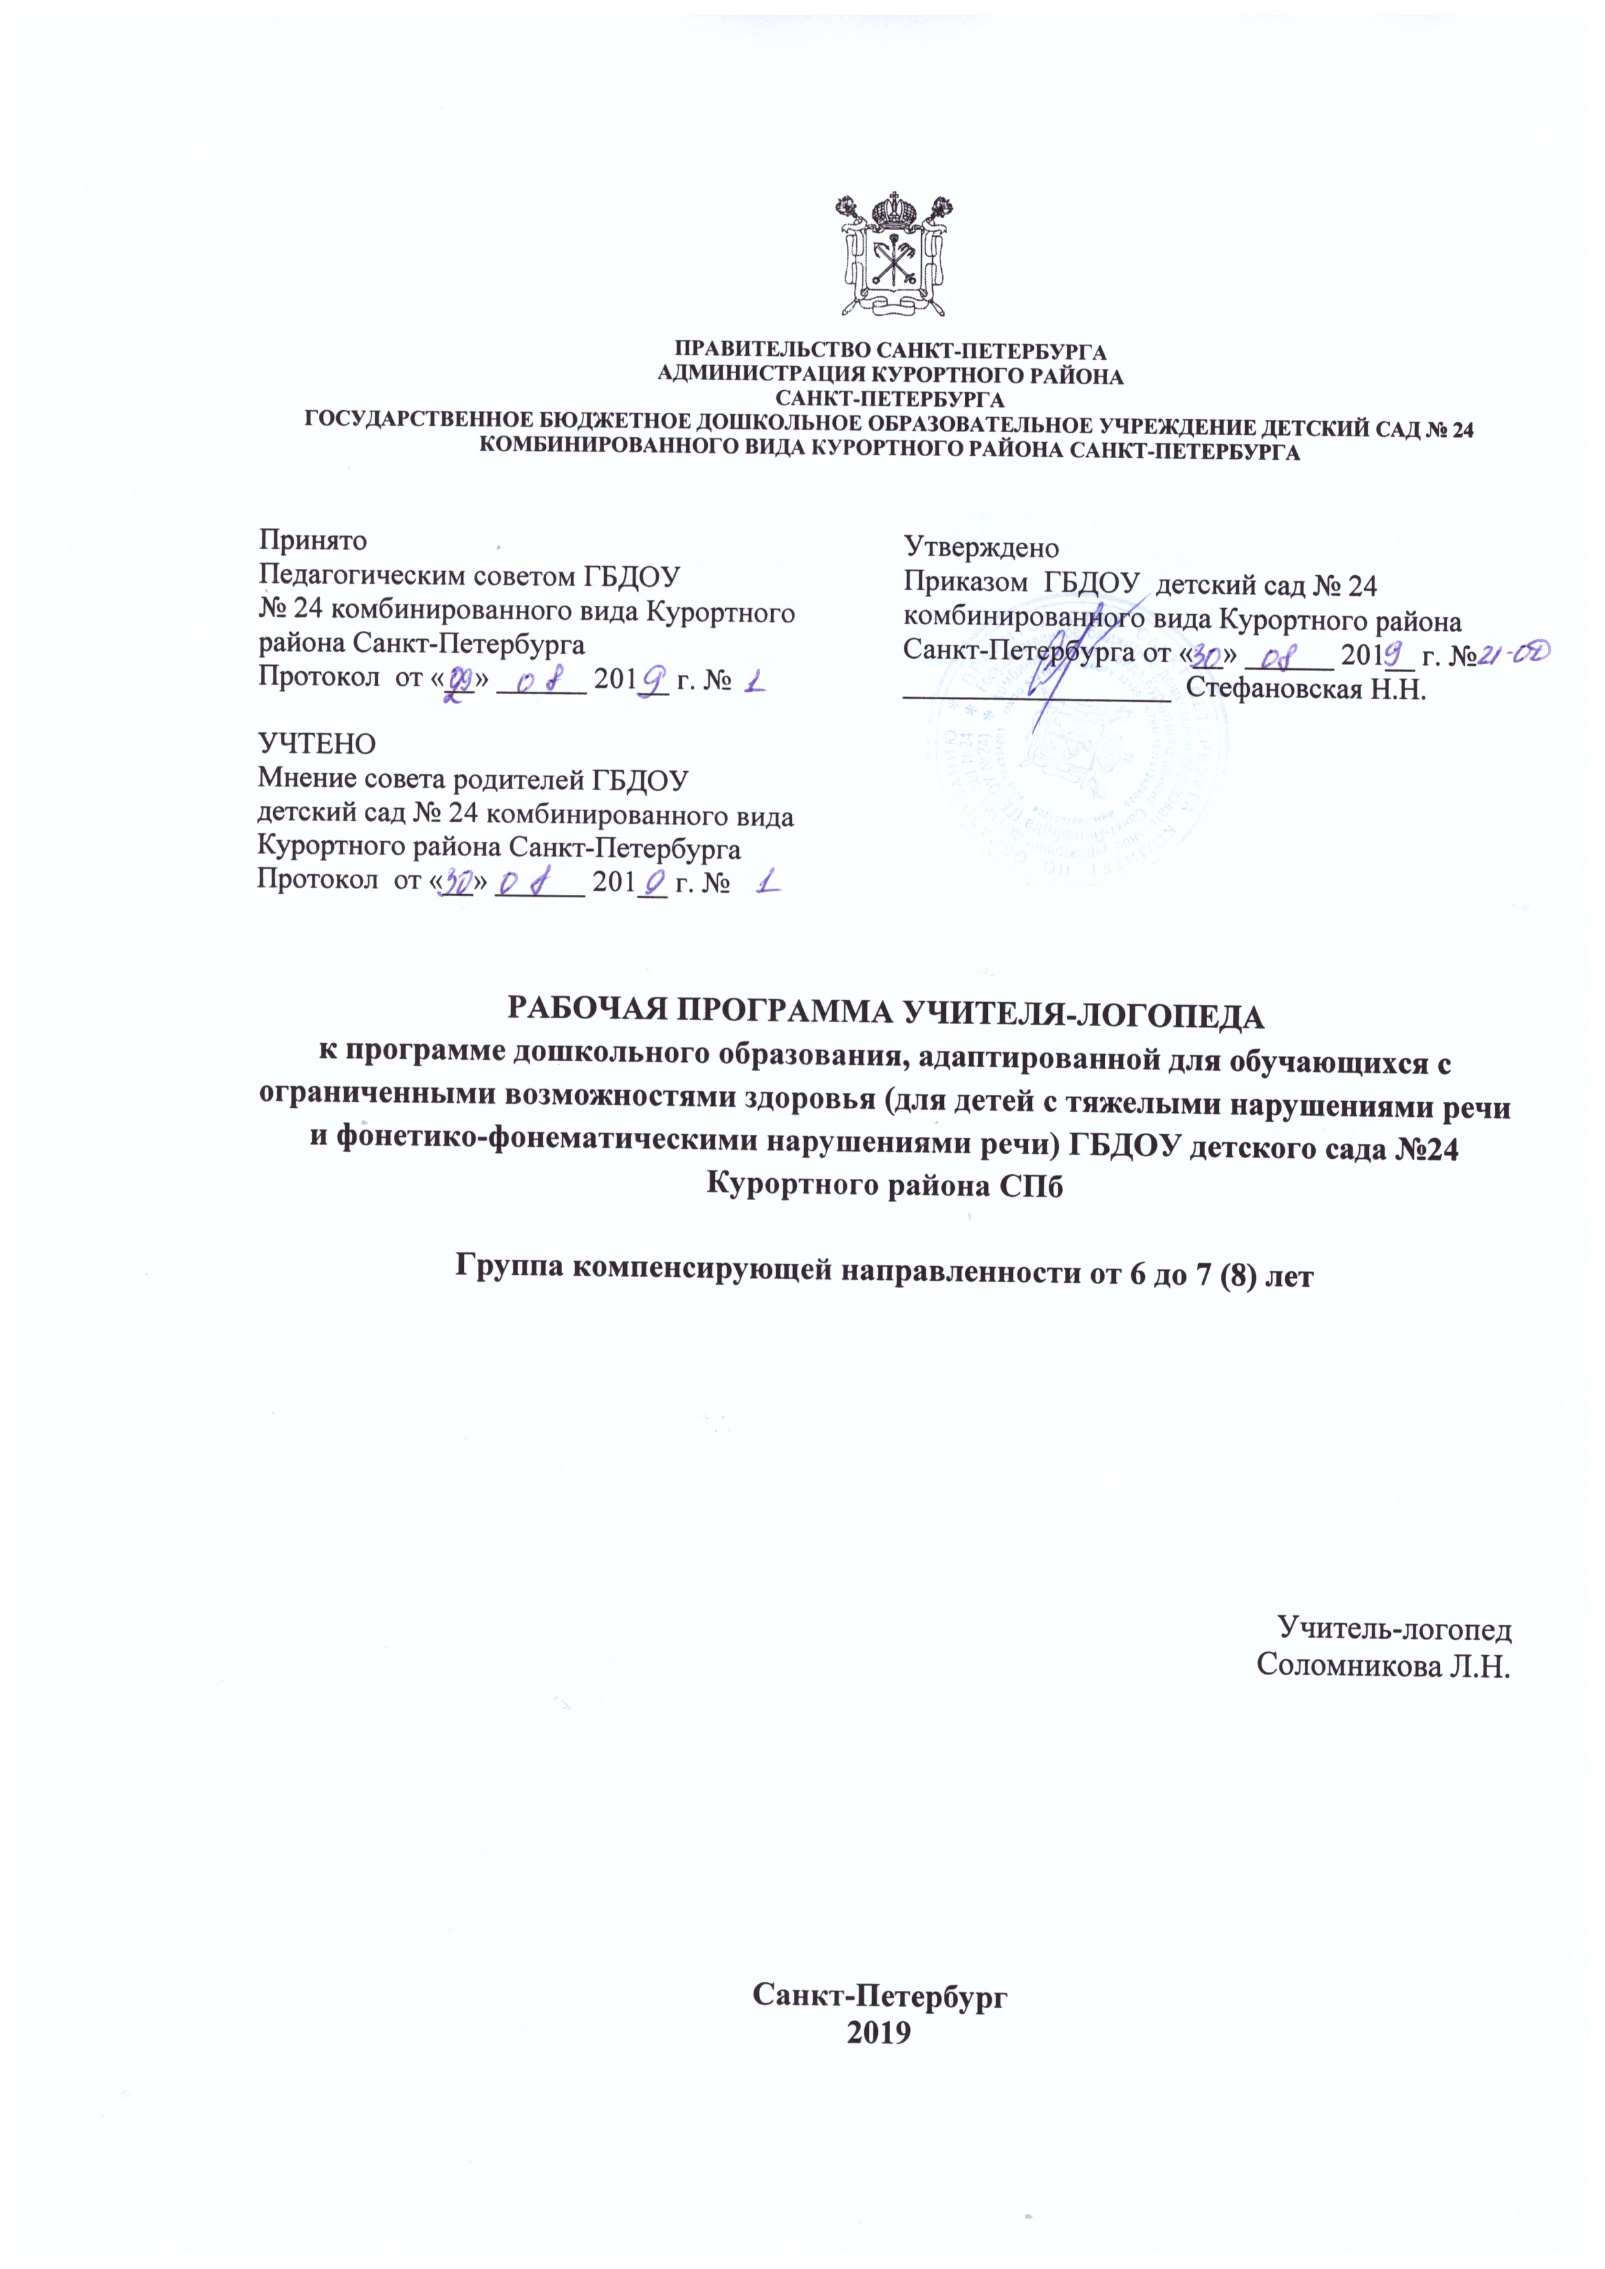 ПРАВИТЕЛЬСТВО САНКТ-ПЕТЕРБУРГА
АДМИНИСТРАЦИЯ КУРОРТНОГО РАЙОНА
САНКТ-ПЕТЕРБУРГА
ГОСУДАРСТВЕННОЕ БЮДЖЕТНОЕ ДОШКОЛЬНОЕ ОБРАЗОВАТЕЛЬНОЕ УЧРЕЖДЕНИЕ ДЕТСКИЙ САД № 24
КОМБИНИРОВАННОГО ВИДА КУРОРТНОГО РАЙОНА САНКТ-ПЕТЕРБУРГА
Принято
Педагогическим советом ГБДОУ
№ 24 комбинированного вида Курортного
района Санкт-Петербурга
Протокол от «29» 08 2019 г. № 1
УЧТЕНО
Мнение совета родителей ГБДОУ
детский сад № 24 комбинированного вида
Курортного района Санкт-Петербурга
Протокол от «30» 08 2019 г. № 1
Утверждено
Приказом ГБДОУ детский сад № 24
комбинированного вида Курортного района
Санкт-Петербурга от «30» 08 2019 г. №
Стефановская Н.Н.
РАБОЧАЯ ПРОГРАММА УЧИТЕЛЯ-ЛОГОПЕДА
к программе дошкольного образования, адаптированной для обучающихся с
ограниченными возможностями здоровья (для детей с тяжелыми нарушениями речи
и фонетико-фонематическими нарушениями речи) ГБДОУ детского сада №24
Курортного района СПб
Группа компенсирующей направленности от 6 до 7 (8) лет
Учитель-логопед
Соломникова Л.Н.
Санкт-Петербург
2019